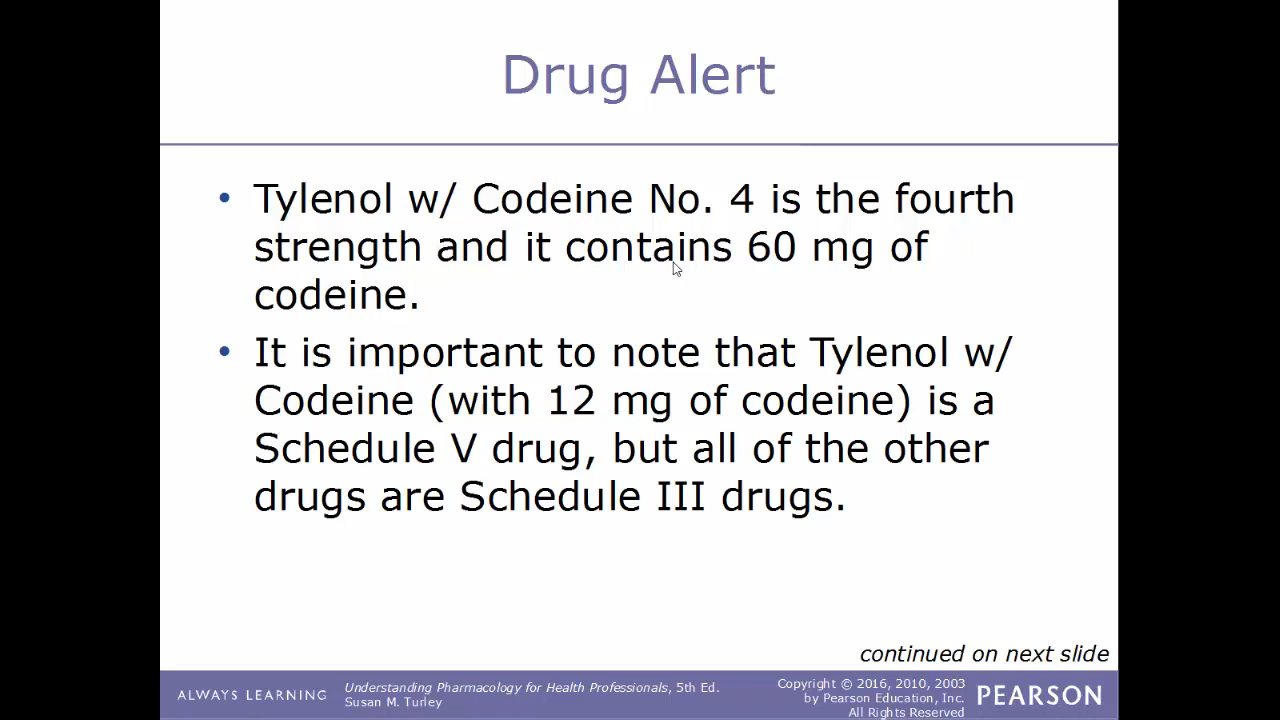 Drug Alert
• Tylenol w/ Codeine No. 4 is the fourth
strength and it contains 60 mg of
codeine.
• It is important to note that Tylenol w/
Codeine (with 12 mg of codeine) is a
Schedule V drug, but all of the other
drugs are Schedule III drugs.
continued on next slide
ALWAYS LEARNING
Understanding Pharmacology for Health Professionals, 5th Ed.
Susan M. Turley
Copyright © 2016, 2010, 2003
by Pearson Education, Inc.
All Rights Reserved
PEARSON